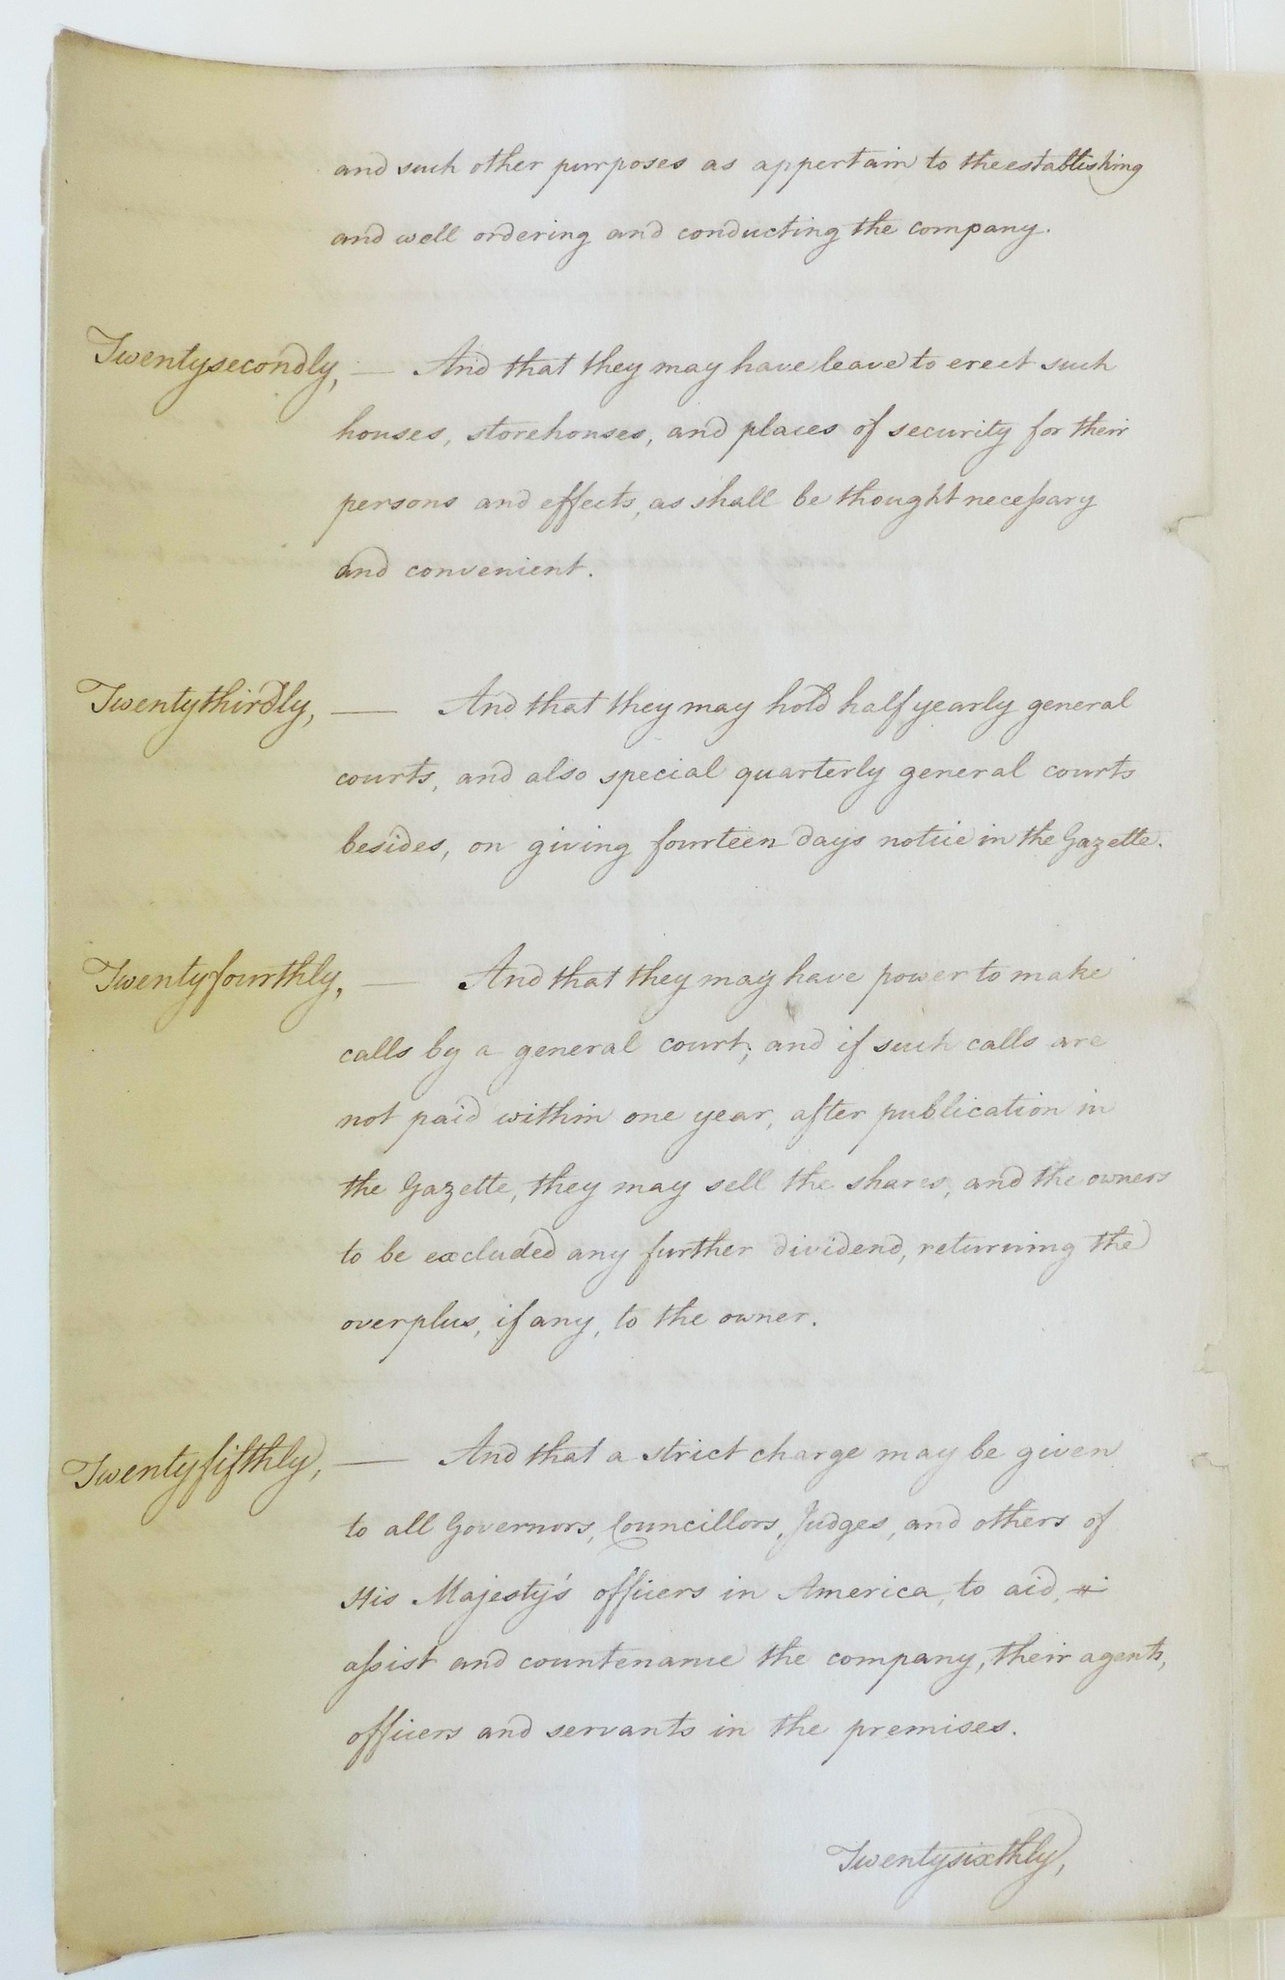 and such other purposes as appertain to the establishing
and well ordering and conducting the company.
Twentysecondly, — And that they may have leave to erect such
houses, storehouses, and places of security for their
persons and effects, as shall be thought neceſsary
and convenient.
Twentythirdly, — And that they may hold half yearly general
courts, and also special quarterly general courts
besides, on giving fourteen days notice in the Gazette.
Twentyfourthly, — And that they may have power to make
calls by a general court; and if such calls are
not paid within one year, after publication in
the Gazette, they may sell the shares, and the owners
to be excluded any further dividend, returning the
overplus, if any, to the owner.
Twentyfifthly, — And that a strict charge may be given
to all Governors, Councillors, Judges, and others of
His Majesty's officers in America, to aid,
aſsist and countenance the company, their agents,
officers and servants in the premises.
Twentysixthly,